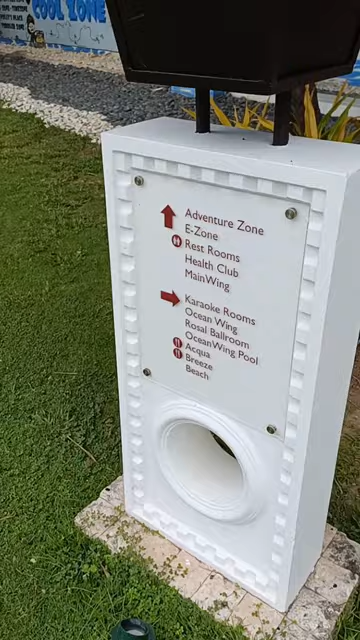 COOL ZONE
Adventure Zone
E-Zone
Rest Rooms
Health Club
MainWing
Karaoke Rooms
Ocean Wing
Rosal Ballroom
OceanWing Pool
Acqua
Breeze
Beach